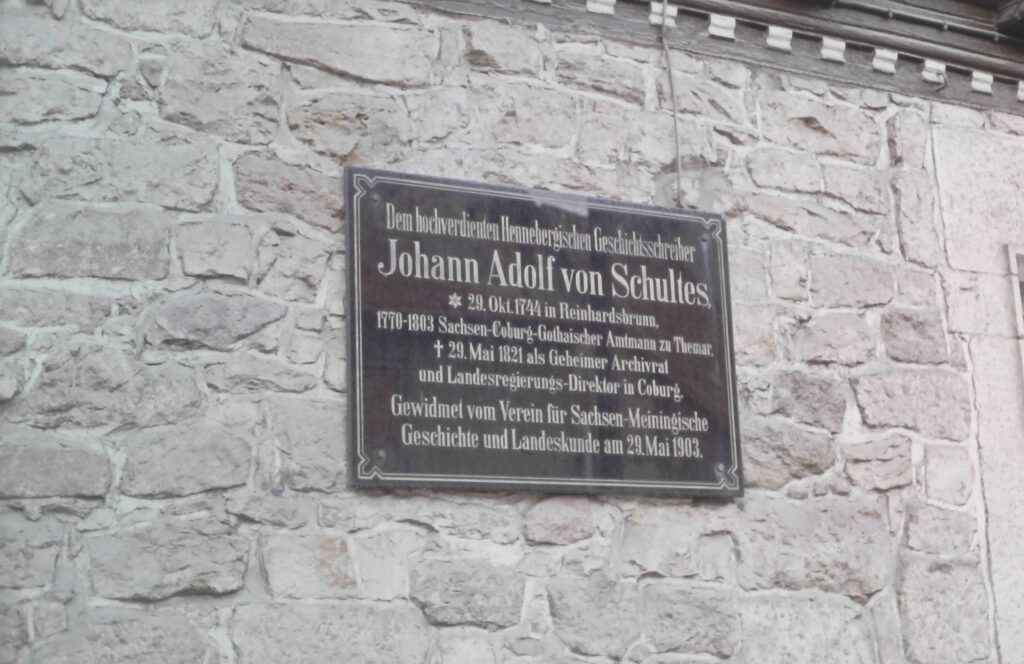 Dem hochverdienten Hennebergischen Geschichtsschreiber
Johann Adolf von Schultes,
✡ 29. Okt. 1744 in Reinhardsbrunn,
1770-1803 Sachsen-Coburg-Gothaischer Amtmann zu Themar,
✝ 29. Mai 1821 als Geheimer Archivrat
und Landesregierungs-Direktor in Coburg.
Gewidmet vom Verein für Sachsen-Meiningische
Geschichte und Landeskunde am 29. Mai 1903.